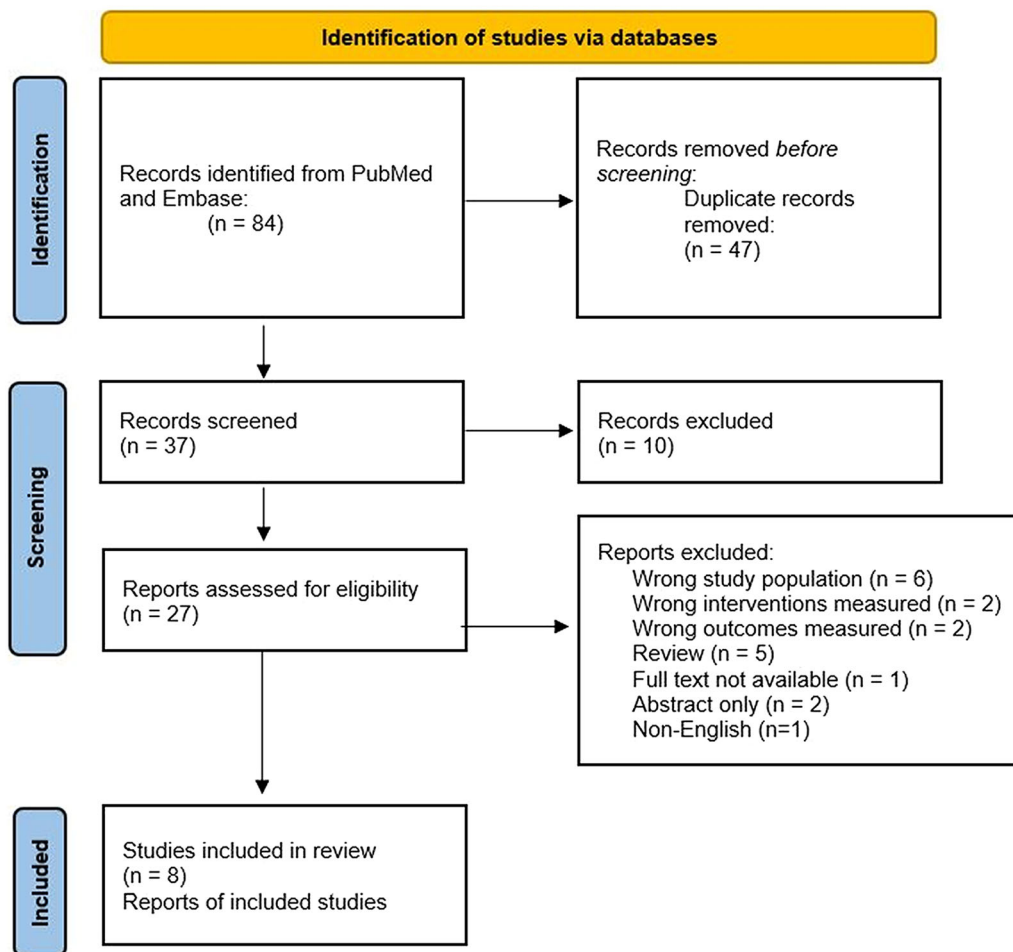 Identification of studies via databases
Identification
Records identified from PubMed
and Embase:
(n = 84)
Records removed before
screening:
Duplicate records
removed:
(n = 47)
Screening
Records screened
(n = 37)
Records excluded
(n = 10)
Reports assessed for eligibility
(n = 27)
Reports excluded:
Wrong study population (n = 6)
Wrong interventions measured (n = 2)
Wrong outcomes measured (n = 2)
Review (n = 5)
Full text not available (n = 1)
Abstract only (n = 2)
Non-English (n=1)
Included
Studies included in review
(n = 8)
Reports of included studies